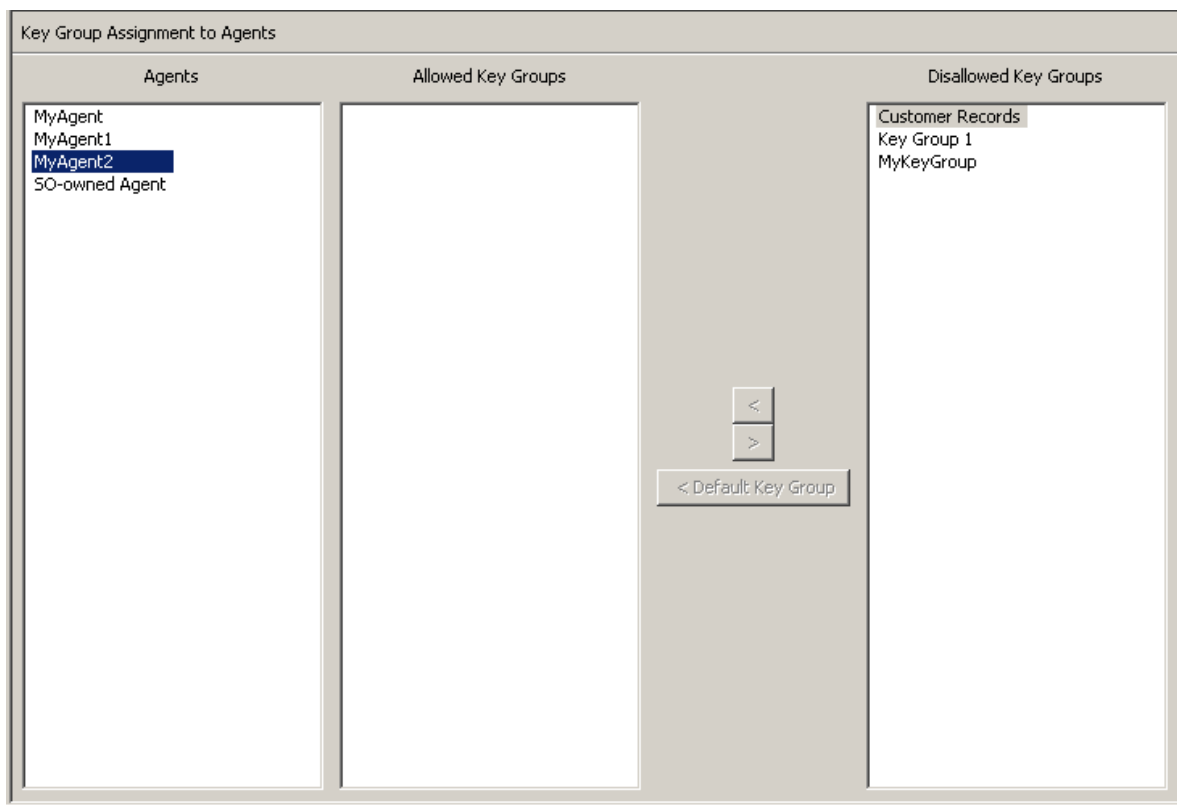 Key Group Assignment to Agents
Agents
Allowed Key Groups
Disallowed Key Groups
MyAgent
MyAgent1
MyAgent2
SO-owned Agent
Customer Records
Key Group 1
MyKeyGroup
<
>
< Default Key Group